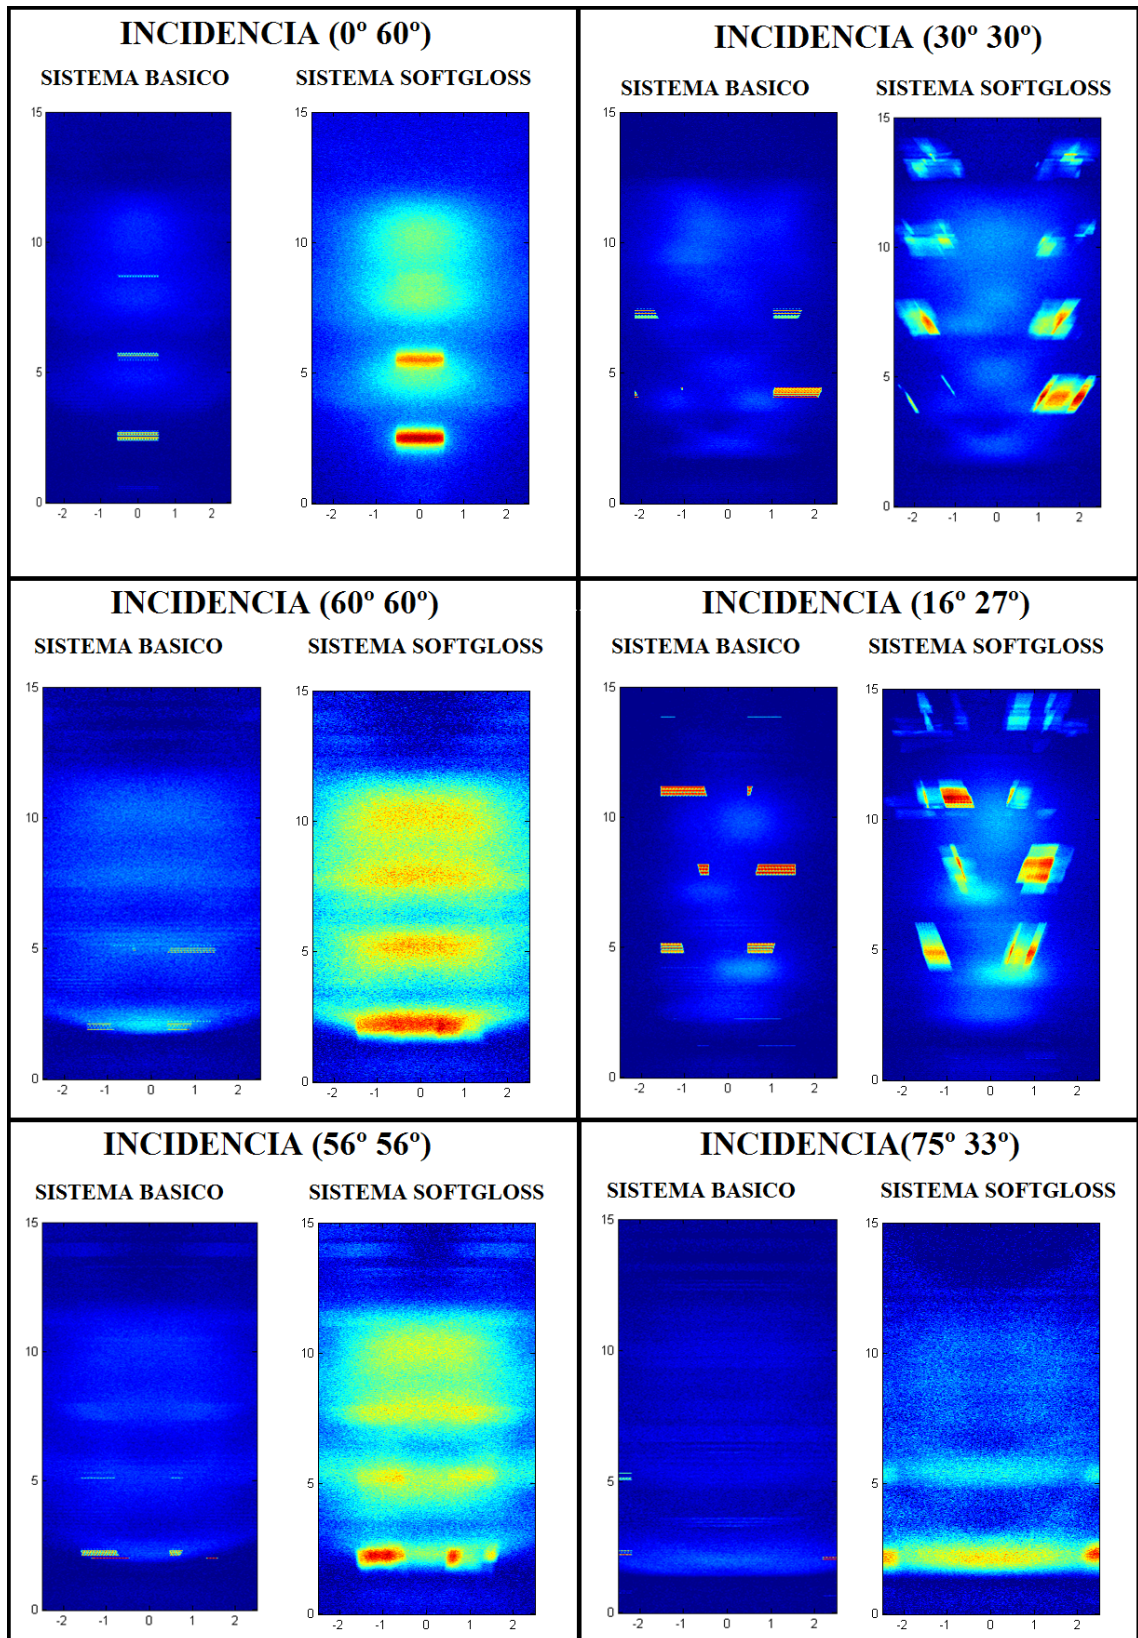 INCIDENCIA (0º 60º)
SISTEMA BASICO
SISTEMA SOFTGLOSS
15
10
5
0
-2 -1 0 1 2
15
10
5
0
-2 -1 0 1 2
INCIDENCIA (30º 30º)
SISTEMA BASICO
SISTEMA SOFTGLOSS
15
10
5
0
-2 -1 0 1 2
15
10
5
0
-2 -1 0 1 2
INCIDENCIA (60º 60º)
SISTEMA BASICO
SISTEMA SOFTGLOSS
15
10
5
0
-2 -1 0 1 2
15
10
5
0
-2 -1 0 1 2
INCIDENCIA (16º 27º)
SISTEMA BASICO
SISTEMA SOFTGLOSS
15
10
5
0
-2 -1 0 1 2
15
10
5
0
-2 -1 0 1 2
INCIDENCIA (56º 56º)
SISTEMA BASICO
SISTEMA SOFTGLOSS
15
10
5
0
-2 -1 0 1 2
15
10
5
0
-2 -1 0 1 2
INCIDENCIA(75º 33º)
SISTEMA BASICO
SISTEMA SOFTGLOSS
15
10
5
0
-2 -1 0 1 2
15
10
5
0
-2 -1 0 1 2